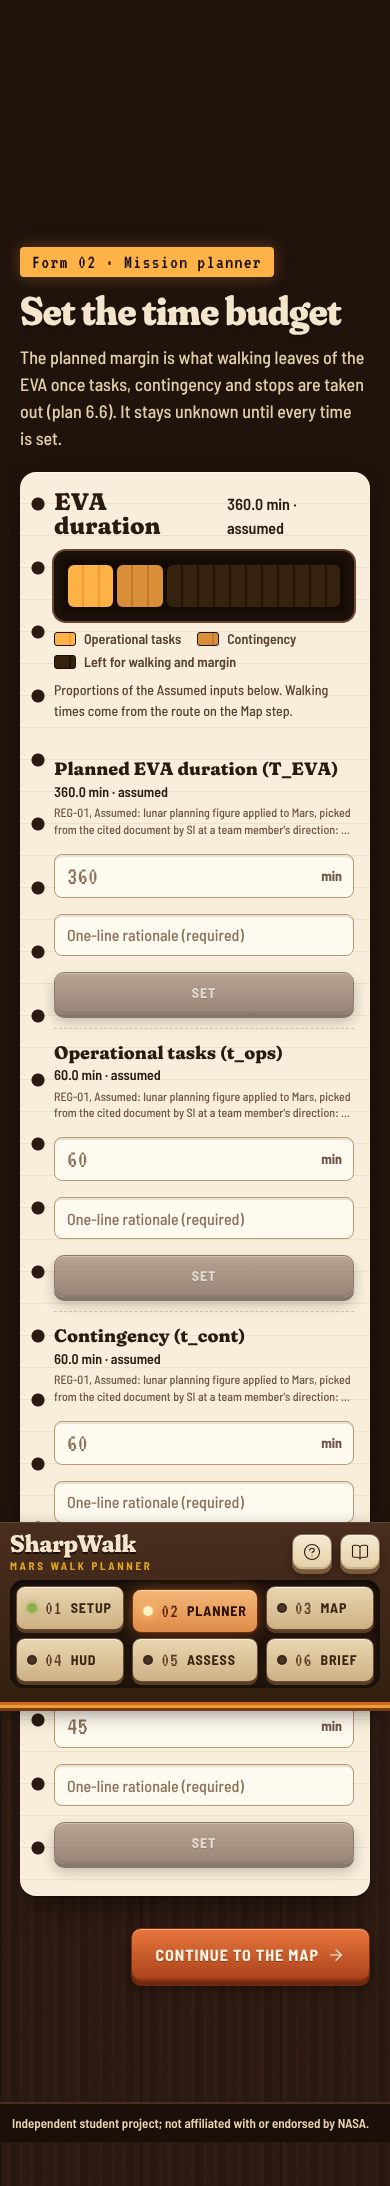 Form 02 · Mission planner
Set the time budget
The planned margin is what walking leaves of the
EVA once tasks, contingency and stops are taken
out (plan 6.6). It stays unknown until every time
is set.
EVA
duration
360.0 min ·
assumed
Operational tasks
Contingency
Left for walking and margin
Proportions of the Assumed inputs below. Walking
times come from the route on the Map step.
Planned EVA duration (T_EVA)
360.0 min · assumed
REG-01, Assumed: lunar planning figure applied to Mars, picked
from the cited document by SI at a team member's direction: ...
360 min
One-line rationale (required)
SET
Operational tasks (t_ops)
60.0 min · assumed
REG-01, Assumed: lunar planning figure applied to Mars, picked
from the cited document by SI at a team member's direction: ...
60 min
One-line rationale (required)
SET
Contingency (t_cont)
60.0 min · assumed
REG-01, Assumed: lunar planning figure applied to Mars, picked
from the cited document by SI at a team member's direction: ...
60 min
One-line rationale (required)
SharpWalk
MARS WALK PLANNER
01 SETUP
02 PLANNER
03 MAP
04 HUD
05 ASSESS
06 BRIEF
45 min
One-line rationale (required)
SET
CONTINUE TO THE MAP →
Independent student project; not affiliated with or endorsed by NASA.